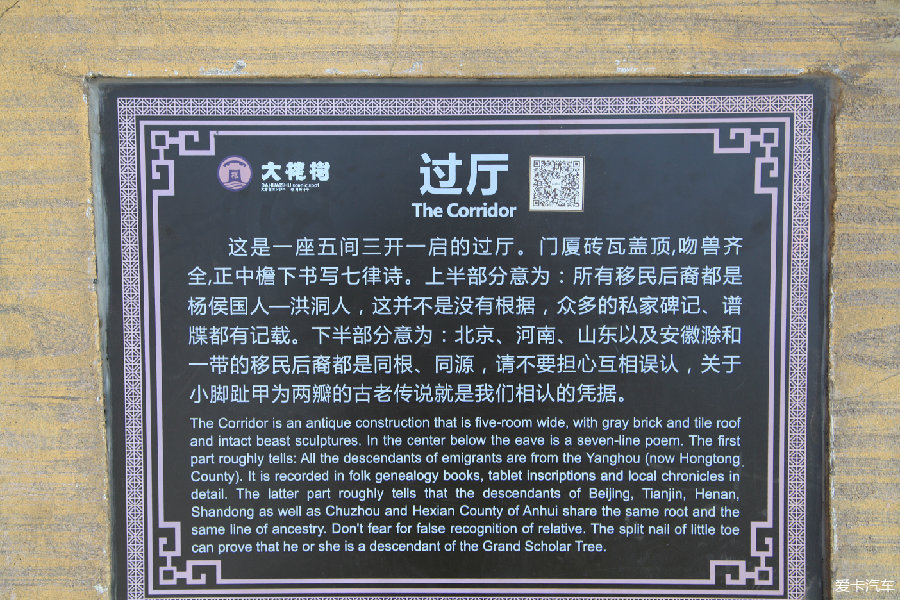 大槐树
过厅
The Corridor
这是一座五间三开一启的过厅。门厦砖瓦盖顶,吻兽齐
全,正中檐下书写七律诗。上半部分意为：所有移民后裔都是
杨侯国人—洪洞人，这并不是没有根据，众多的私家碑记、谱
牒都有记载。下半部分意为：北京、河南、山东以及安徽滁和
一带的移民后裔都是同根、同源，请不要担心互相误认，关于
小脚趾甲为两瓣的古老传说就是我们相认的凭据。
The Corridor is an antique construction that is five-room wide, with gray brick and tile roof
and intact beast sculptures. In the center below the eave is a seven-line poem. The first
part roughly tells: All the descendants of emigrants are from the Yanghou (now Hongtong
County). It is recorded in folk genealogy books, tablet inscriptions and local chronicles in
detail. The latter part roughly tells that the descendants of Beijing, Tianjin, Henan,
Shandong as well as Chuzhou and Hexian County of Anhui share the same root and the
same line of ancestry. Don't fear for false recognition of relative. The split nail of little toe
can prove that he or she is a descendant of the Grand Scholar Tree.
爱卡汽车